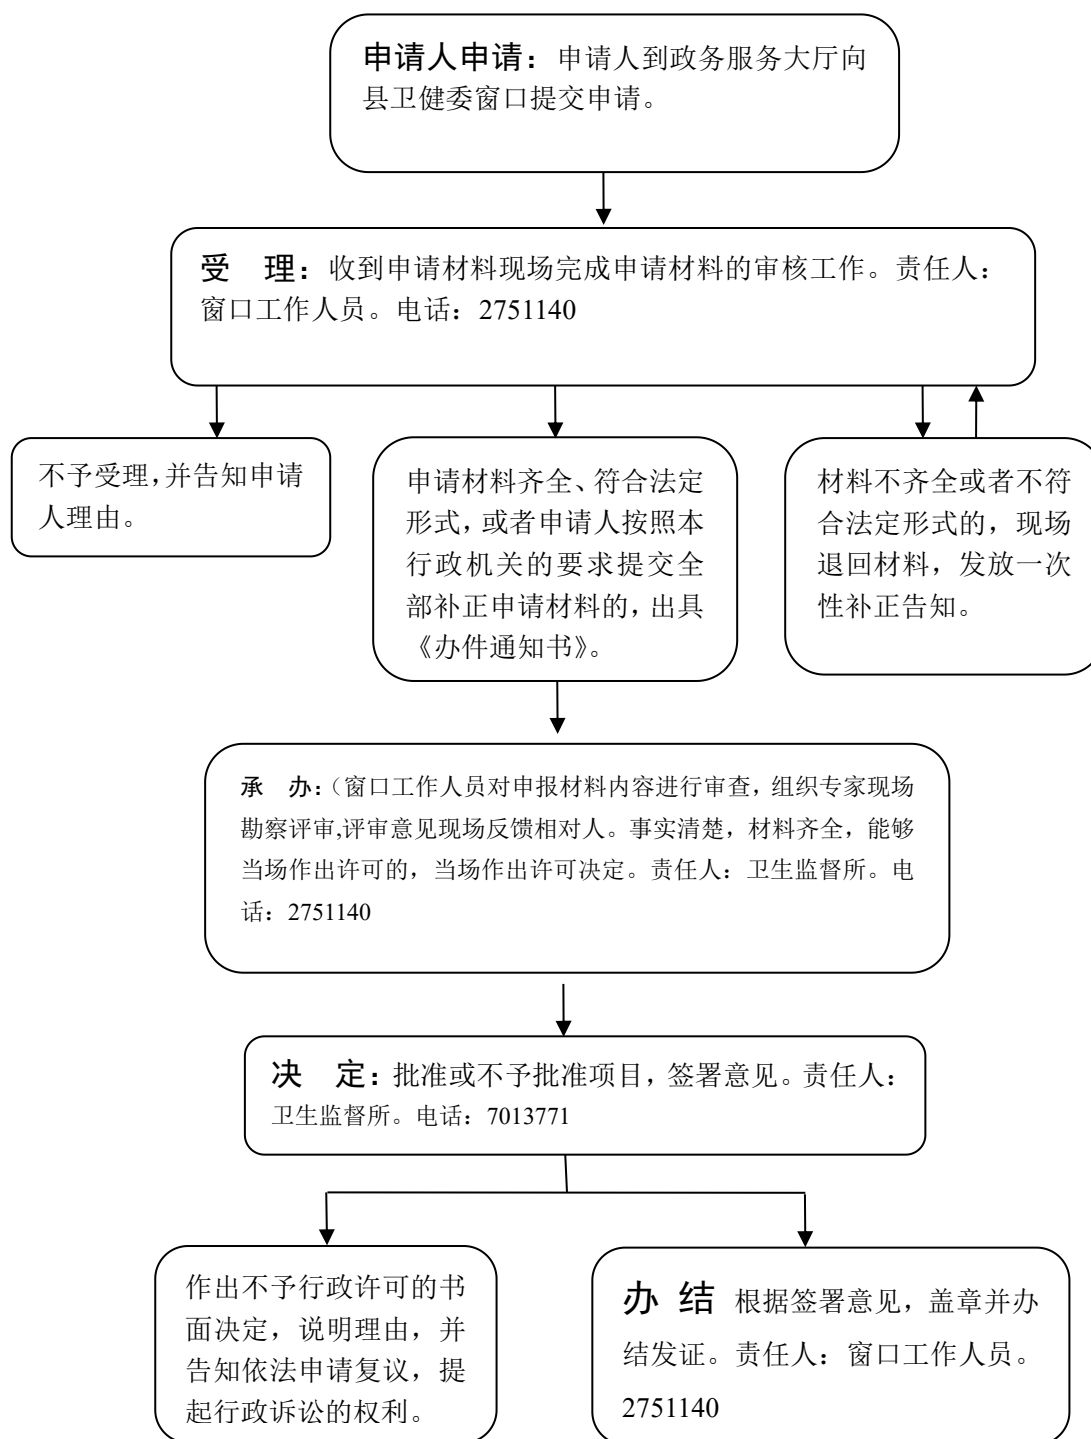 申请人申请：申请人到政务服务大厅向
县卫健委窗口提交申请。
受 理：收到申请材料现场完成申请材料的审核工作。责任人：
窗口工作人员。电话：2751140
不予受理，并告知申请
人理由。
申请材料齐全、符合法定
形式，或者申请人按照本
行政机关的要求提交全
部补正申请材料的，出具
《办件通知书》。
材料不齐全或者不符
合法定形式的，现场
退回材料，发放一次
性补正告知。
承 办：（窗口工作人员对申报材料内容进行审查，组织专家现场
勘察评审,评审意见现场反馈相对人。事实清楚，材料齐全，能够
当场作出许可的，当场作出许可决定。责任人：卫生监督所。电
话：2751140
决 定：批准或不予批准项目，签署意见。责任人：
卫生监督所。电话：7013771
作出不予行政许可的书
面决定，说明理由，并
告知依法申请复议，提
起行政诉讼的权利。
办 结 根据签署意见，盖章并办
结发证。责任人：窗口工作人员。
2751140